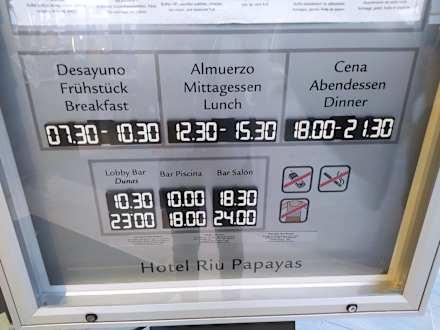 Desayuno
Frühstück
Breakfast
07.30 - 10.30
Almuerzo
Mittagessen
Lunch
12.30 - 15.30
Cena
Abendessen
Dinner
18.00 - 21.30
Lobby Bar
Dunas
10.30
23:00
Bar Piscina
10.00
18.00
Bar Salón
18.30
24.00
Hotel Riu Papayas